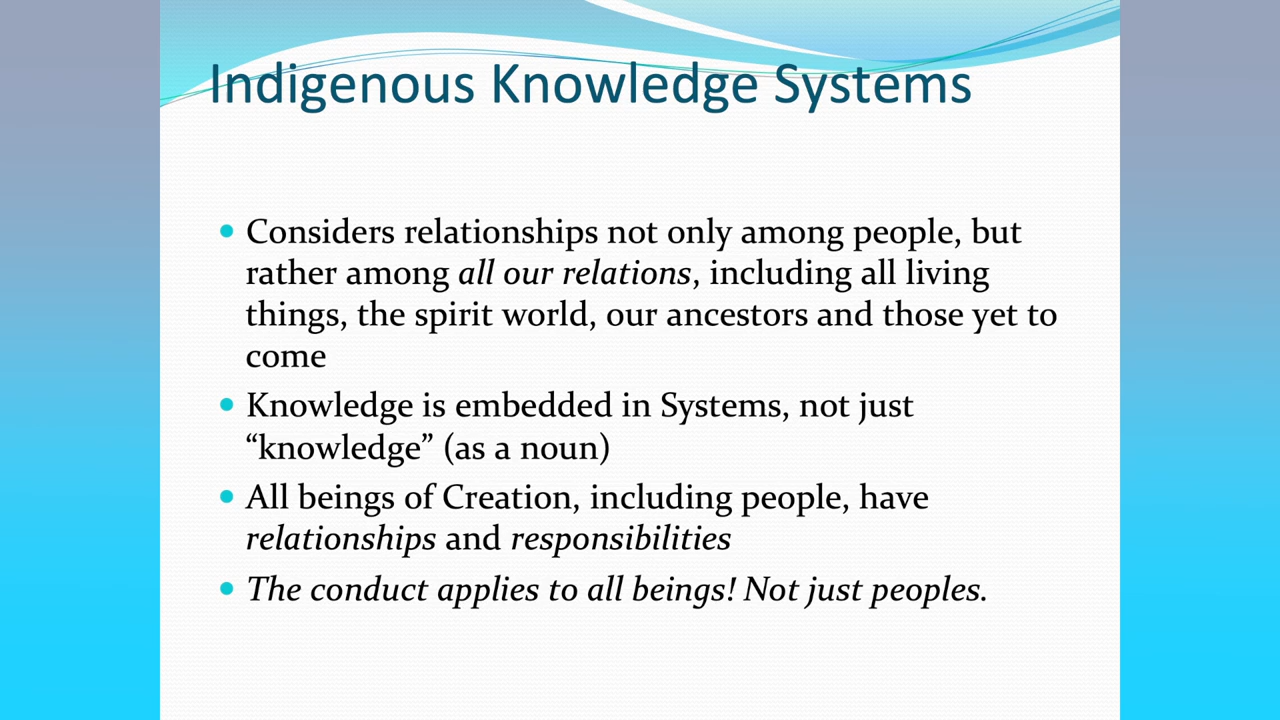 Indigenous Knowledge Systems
• Considers relationships not only among people, but
rather among all our relations, including all living
things, the spirit world, our ancestors and those yet to
come
• Knowledge is embedded in Systems, not just
“knowledge” (as a noun)
• All beings of Creation, including people, have
relationships and responsibilities
• The conduct applies to all beings! Not just peoples.